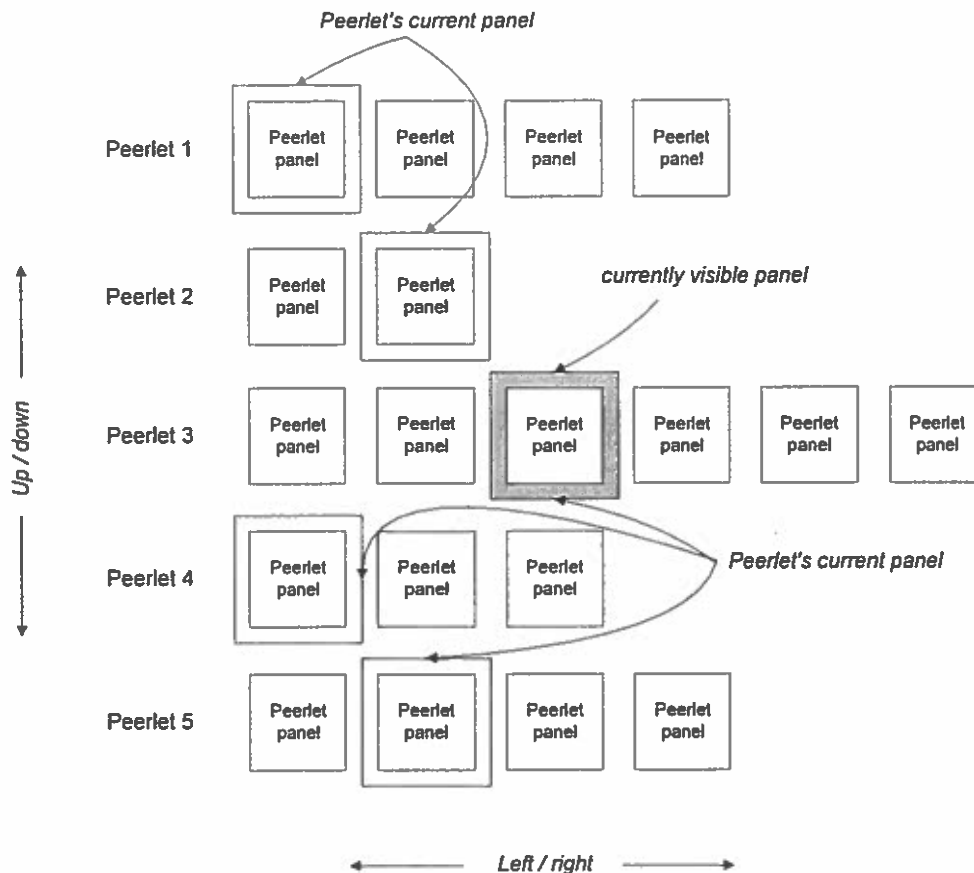 Peerlet's current panel
Peerlet 1
Peerlet
panel
Peerlet
panel
Peerlet
panel
Peerlet
panel
Peerlet 2
Peerlet
panel
Peerlet
panel
currently visible panel
Peerlet 3
Peerlet
panel
Peerlet
panel
Peerlet
panel
Peerlet
panel
Peerlet
panel
Peerlet
panel
Up / down
Peerlet 4
Peerlet
panel
Peerlet
panel
Peerlet
panel
Peerlet's current panel
Peerlet 5
Peerlet
panel
Peerlet
panel
Peerlet
panel
Peerlet
panel
Left / right